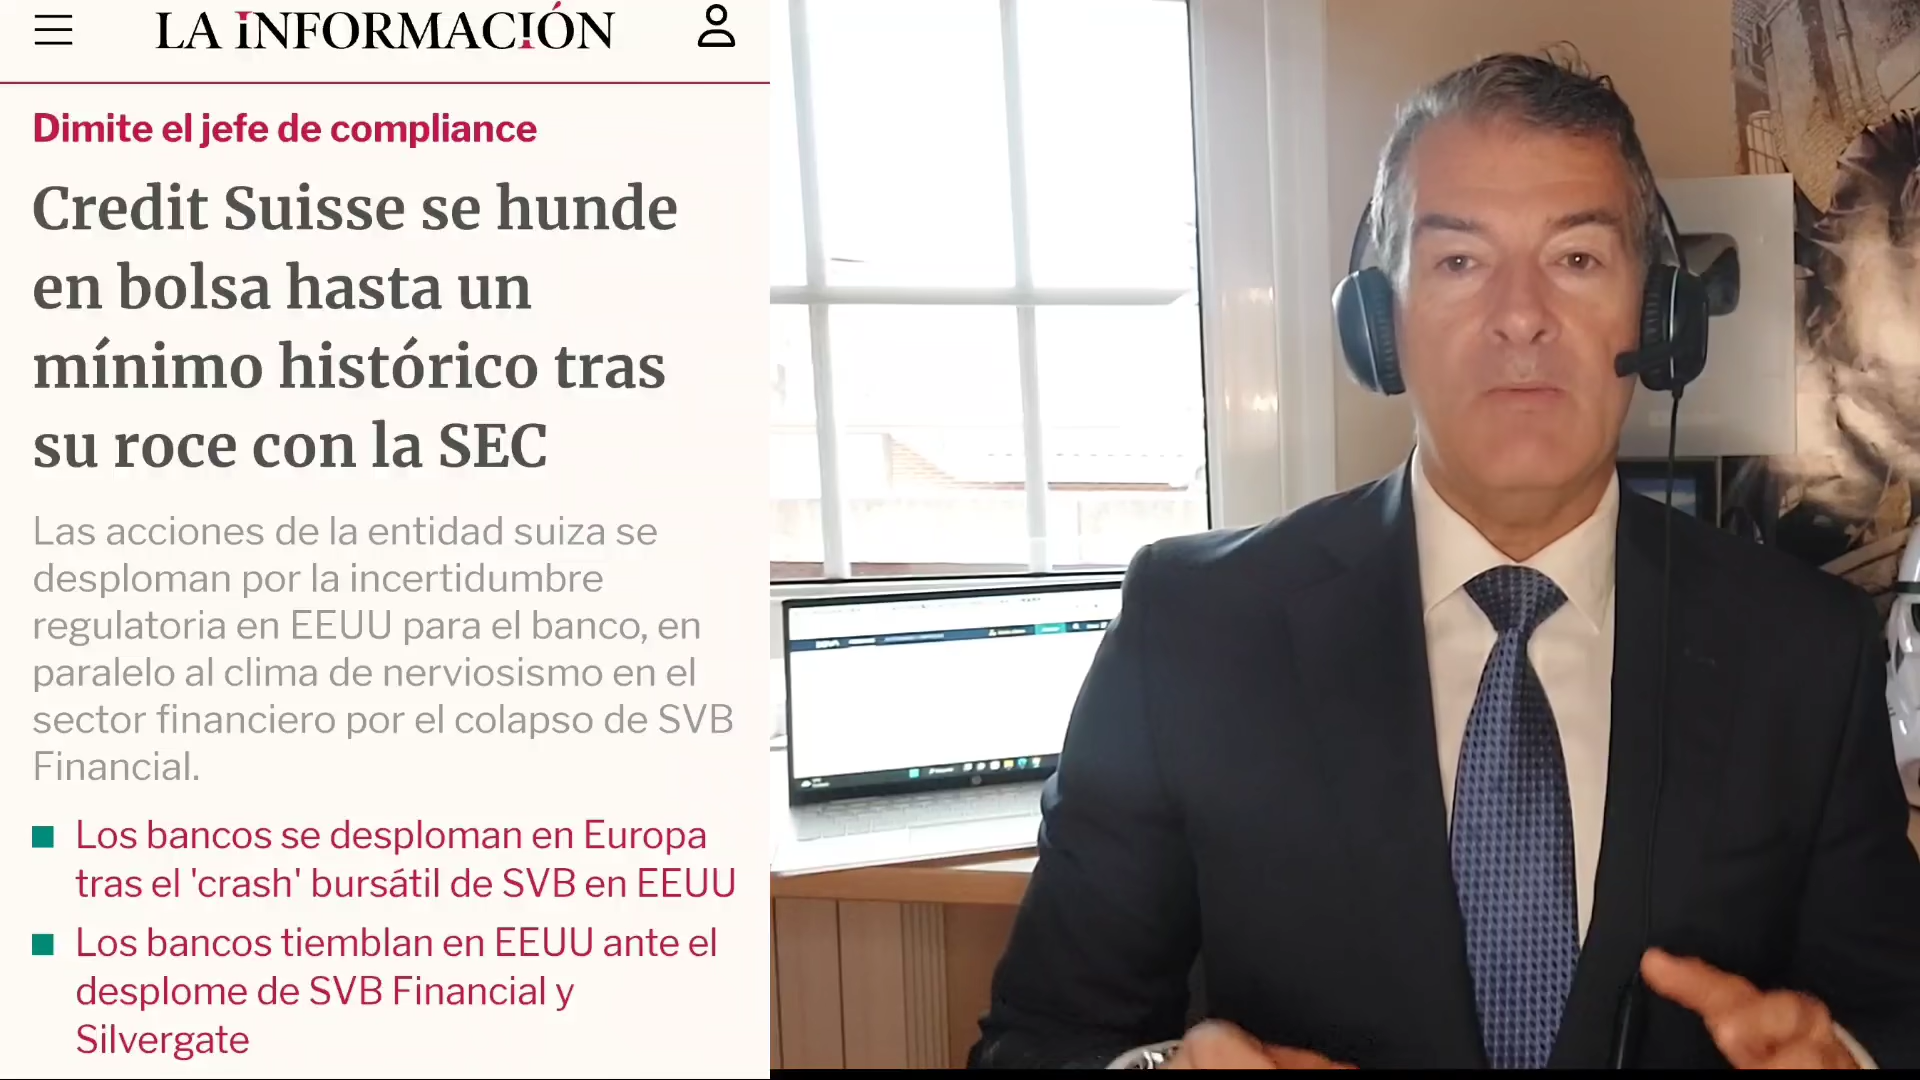 LA INFORMACIÓN
Dimite el jefe de compliance
Credit Suisse se hunde
en bolsa hasta un
mínimo histórico tras
su roce con la SEC
Las acciones de la entidad suiza se
desploman por la incertidumbre
regulatoria en EEUU para el banco, en
paralelo al clima de nerviosismo en el
sector financiero por el colapso de SVB
Financial.
Los bancos se desploman en Europa
tras el 'crash' bursátil de SVB en EEUU
Los bancos tiemblan en EEUU ante el
desplome de SVB Financial y
Silvergate